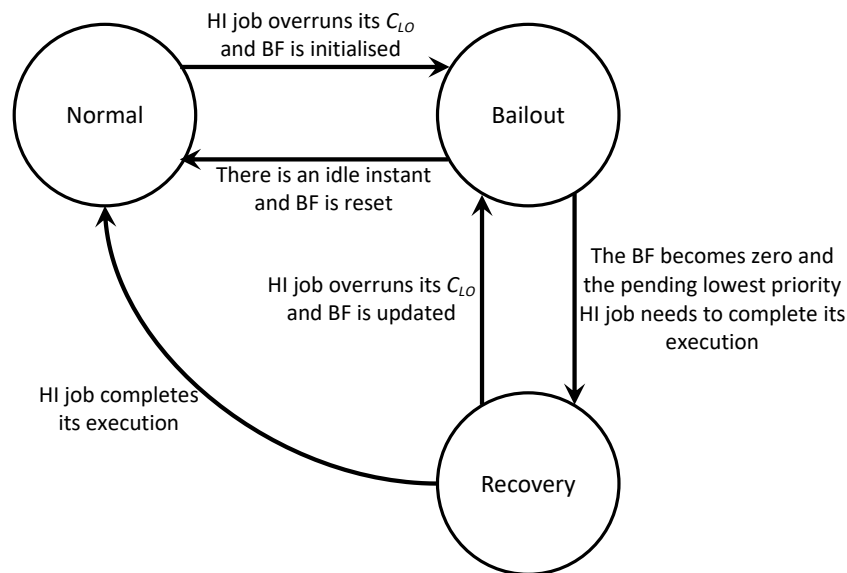 HI job overruns its C_LO
and BF is initialised
Normal
Bailout
There is an idle instant
and BF is reset
HI job overruns its C_LO
and BF is updated
The BF becomes zero and
the pending lowest priority
HI job needs to complete its
execution
HI job completes
its execution
Recovery